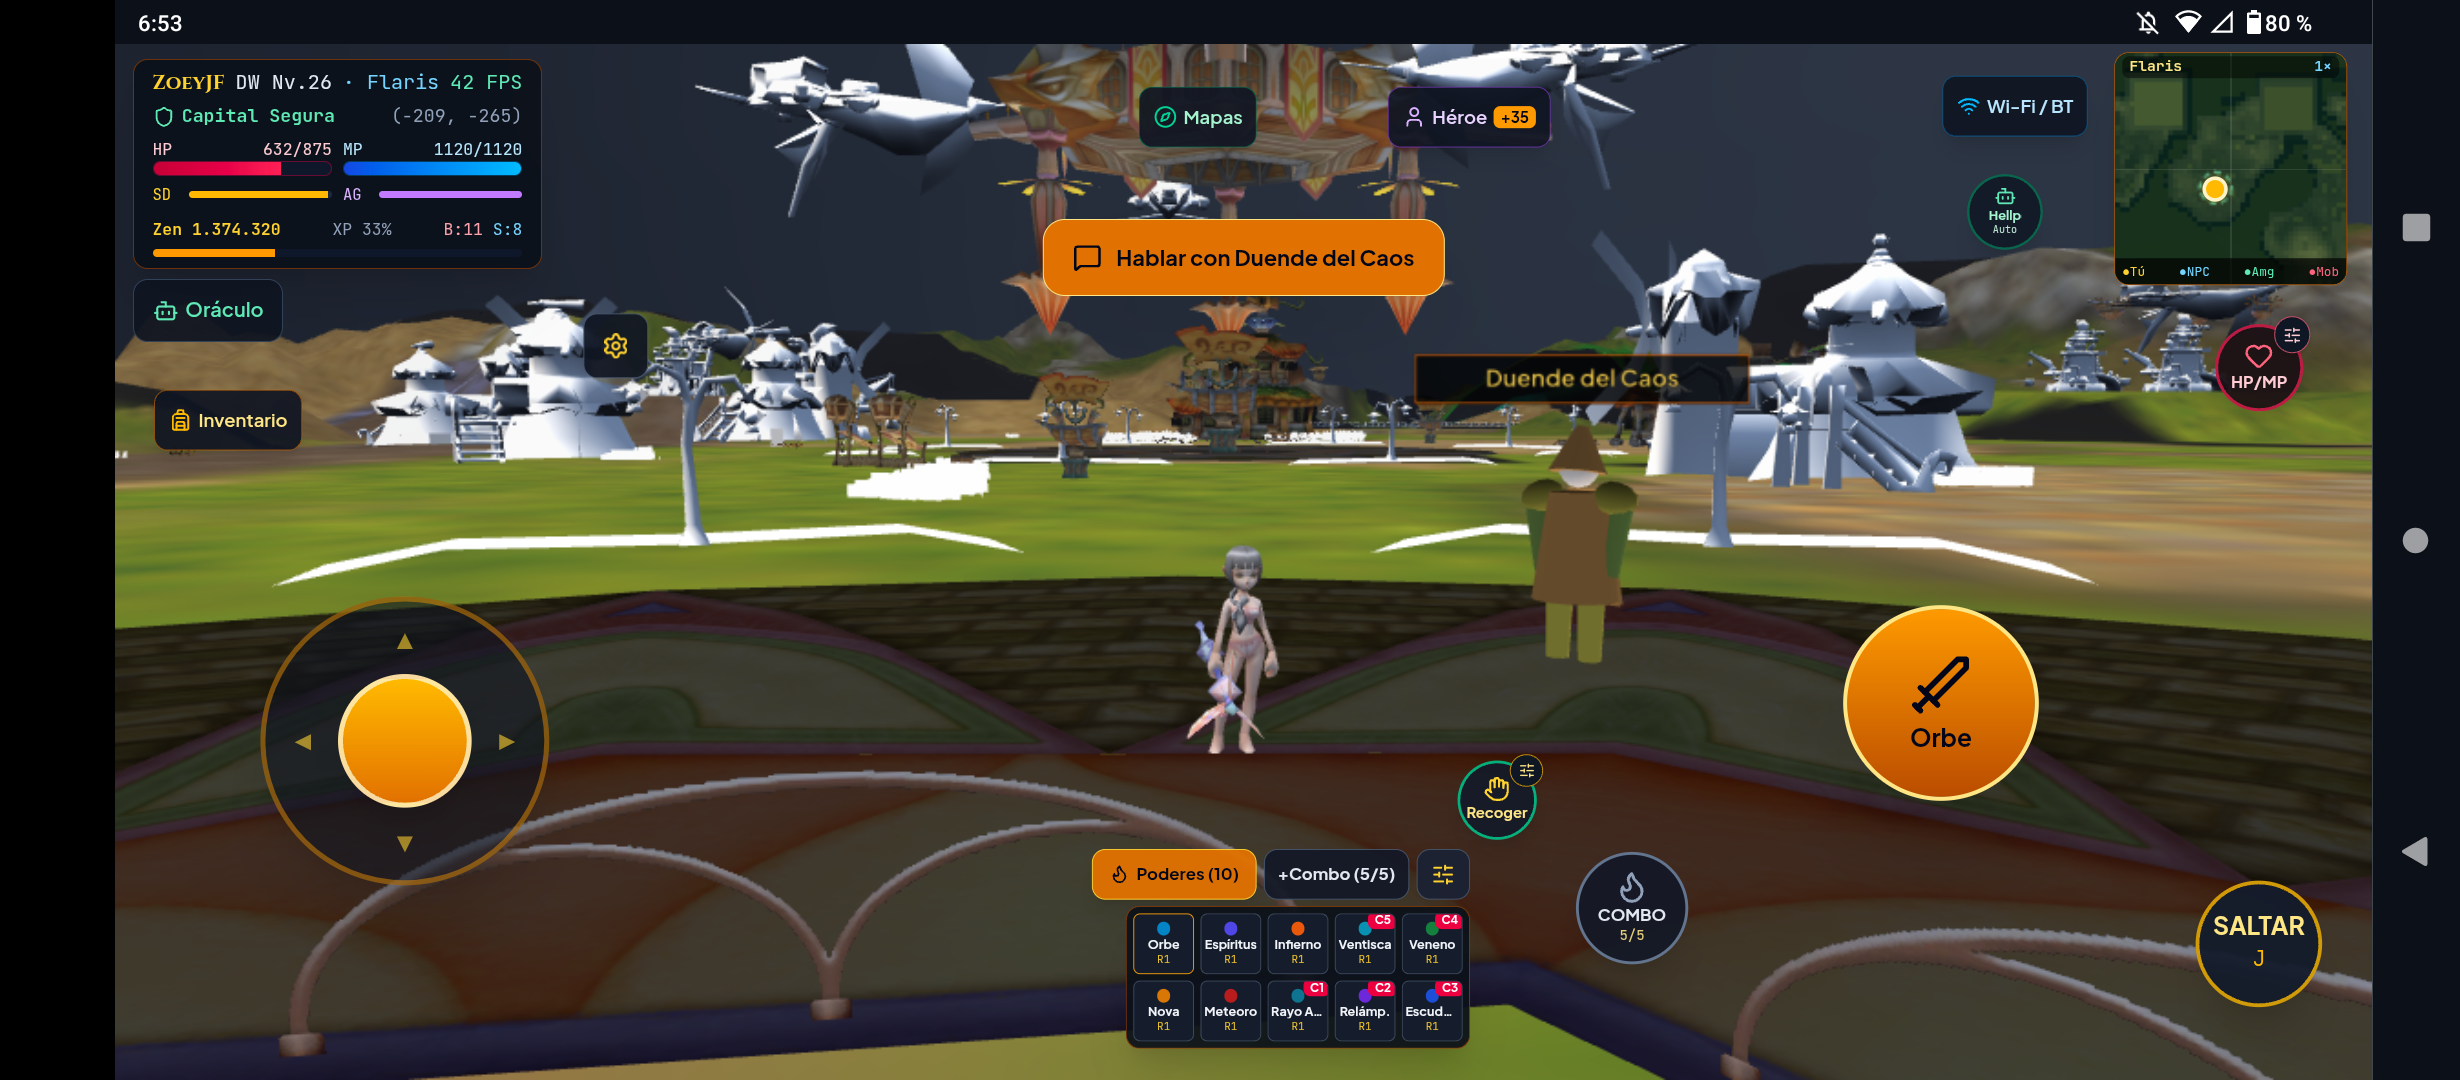 6:53
80 %
ZOEYJF DW Nv.26 · Flaris 42 FPS
Capital Segura (-209, -265)
HP 632/875 MP 1120/1120
SD AG
Zen 1.374.320 XP 33% B:11 S:8
Mapas
Héroe +35
Wi-Fi / BT
Flaris 1×
Hellp
Auto
Tú NPC Amg Mob
Hablar con Duende del Caos
Oráculo
Duende del Caos
HP/MP
Inventario
Orbe
Recoger
Poderes (10) +Combo (5/5)
COMBO
5/5
SALTAR
J
C5 C4
Orbe Espíritus Infierno Ventisca Veneno
R1 R1 R1 R1 R1
C1 C2 C3
Nova Meteoro Rayo A... Relámp. Escud...
R1 R1 R1 R1 R1